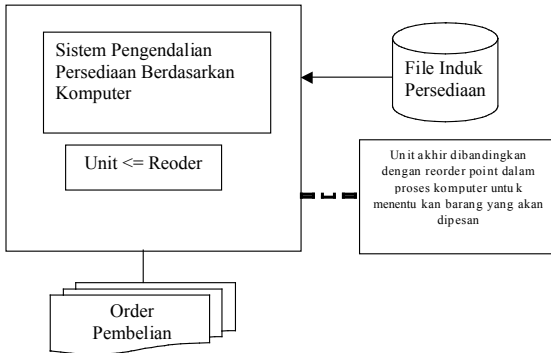 Sistem Pengendalian
Persediaan Berdasarkan
Komputer
File Induk
Persediaan
Unit <= Reoder
Unit akhir dibandingkan
dengan reorder point dalam
proses komputer untuk
menentu kan barang yang akan
dipesan
Order
Pembelian